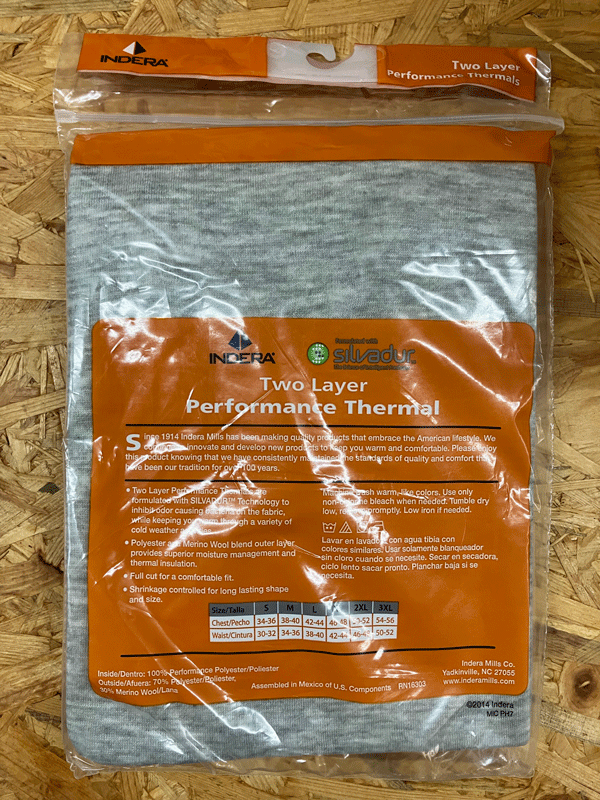 INDERA
Two Layer
Performance Thermals
INDERA
Formulated with
silvadur
Two Layer
Performance Thermal
Since 1914 Indera Mills has been making quality products that embrace the American lifestyle. We
innovate and develop new products to keep you warm and comfortable. Please enjoy
this product knowing that we have consistently maintained the standards of quality and comfort
have been our tradition for over 100 years.
• Two Layer Performance Thermals are
formulated with SILVADUR™ Technology to
inhibit odor causing bacteria on the fabric,
while keeping you warm through a variety of
cold weather
• Polyester and Merino Wool blend outer layer
provides superior moisture management and
thermal insulation.
• Full cut for a comfortable fit.
• Shrinkage controlled for long lasting shape
and size.
Machine wash warm, like colors. Use only
non-chlorine bleach when needed. Tumble dry
low, promptly. Low iron if needed.
Lavar en lavadora con agua tibia con
colores similares. Usar solamente blanqueador
sin cloro cuando se necesite. Secar en secadora,
ciclo lento sacar pronto. Planchar baja si se
necesita.
Size/Talla S M L XL 2XL 3XL
Chest/Pecho 34-36 38-40 42-44 46-48 50-52 54-56
Waist/Cintura 30-32 34-36 38-40 42-44 46-48 50-52
Inside/Dentro: 100% Performance Polyester/Poliester
Outside/Afuera: 70% Polyester/Poliester,
30% Merino Wool/Lana
Assembled in Mexico of U.S. Components RN16303
Indera Mills Co.
Yadkinville, NC 27055
www.inderamills.com
©2014 Indera
MIC PH7